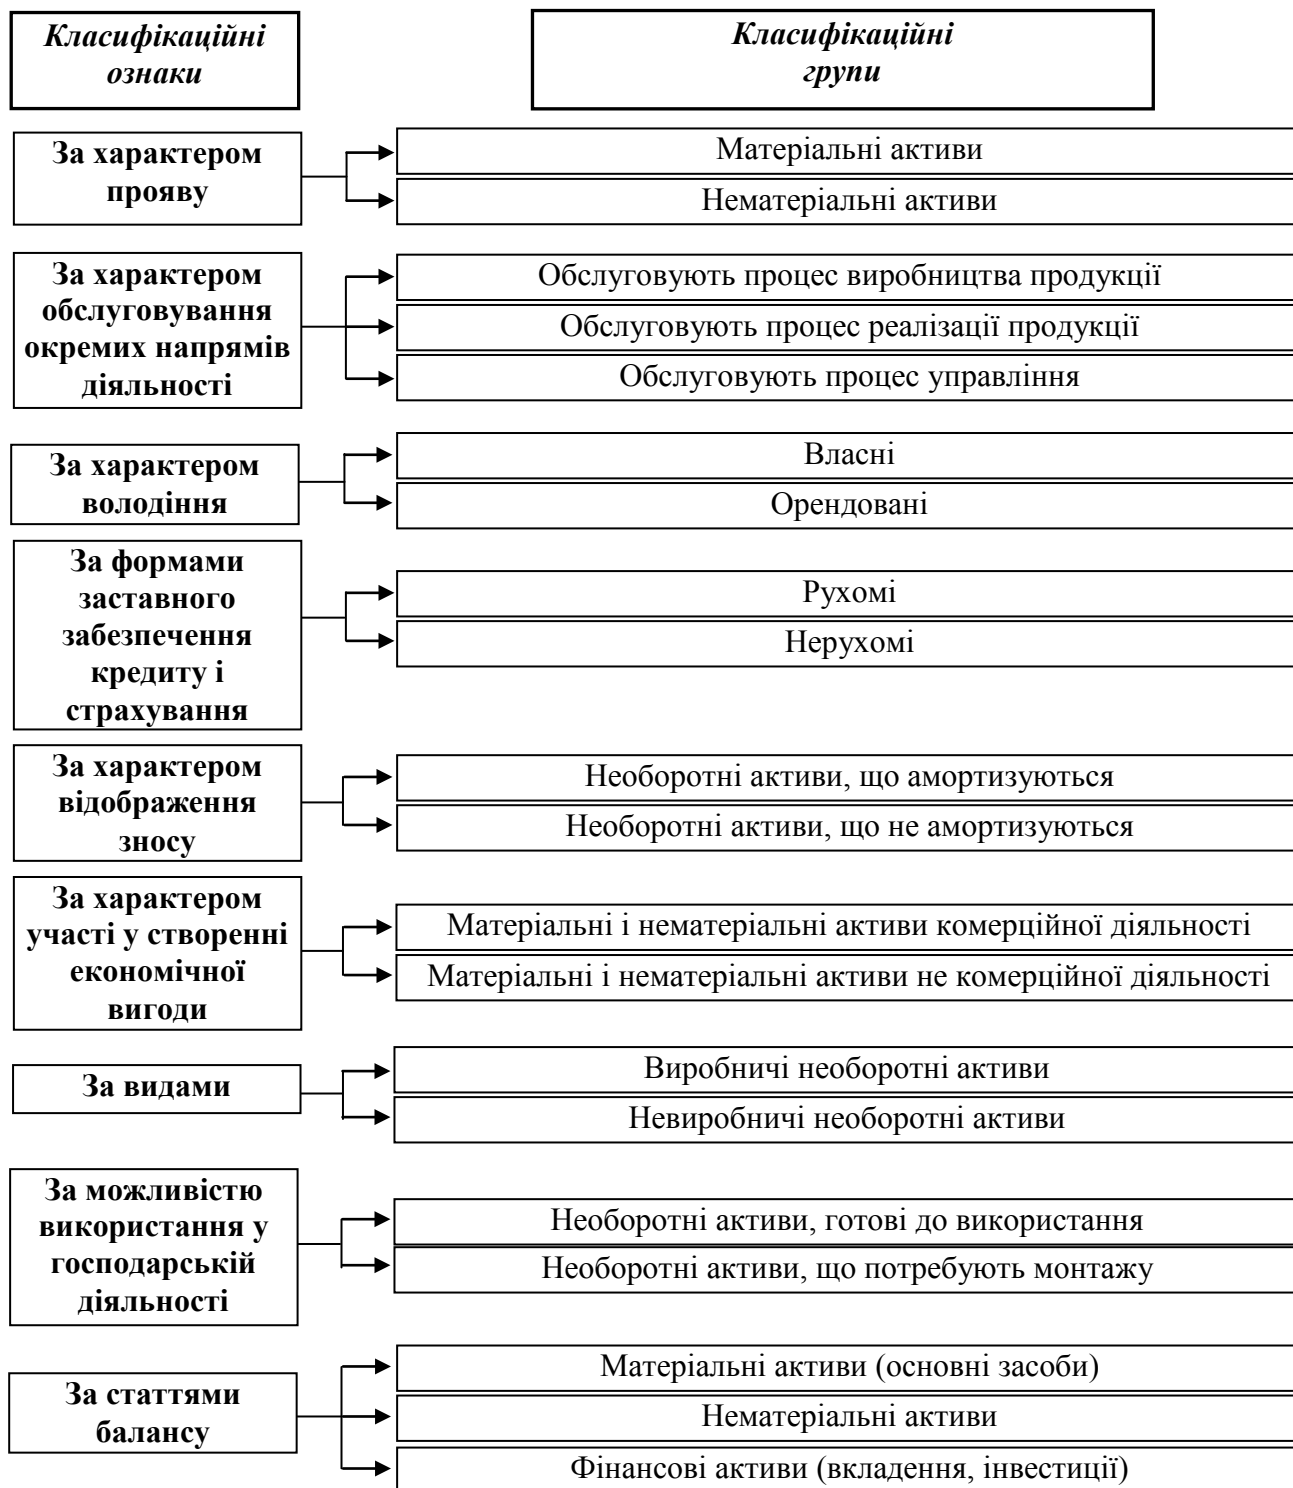 Класифікаційні
ознаки
Класифікаційні
групи
За характером
прояву
Матеріальні активи
Нематеріальні активи
За характером
обслуговування
окремих напрямів
діяльності
Обслуговують процес виробництва продукції
Обслуговують процес реалізації продукції
Обслуговують процес управління
За характером
володіння
Власні
Орендовані
За формами
заставного
забезпечення
кредиту і
страхування
Рухомі
Нерухомі
За характером
відображення
зносу
Необоротні активи, що амортизуються
Необоротні активи, що не амортизуються
За характером
участі у створенні
економічної
вигоди
Матеріальні і нематеріальні активи комерційної діяльності
Матеріальні і нематеріальні активи не комерційної діяльності
За видами
Виробничі необоротні активи
Невиробничі необоротні активи
За можливістю
використання у
господарській
діяльності
Необоротні активи, готові до використання
Необоротні активи, що потребують монтажу
За статтями
балансу
Матеріальні активи (основні засоби)
Нематеріальні активи
Фінансові активи (вкладення, інвестиції)